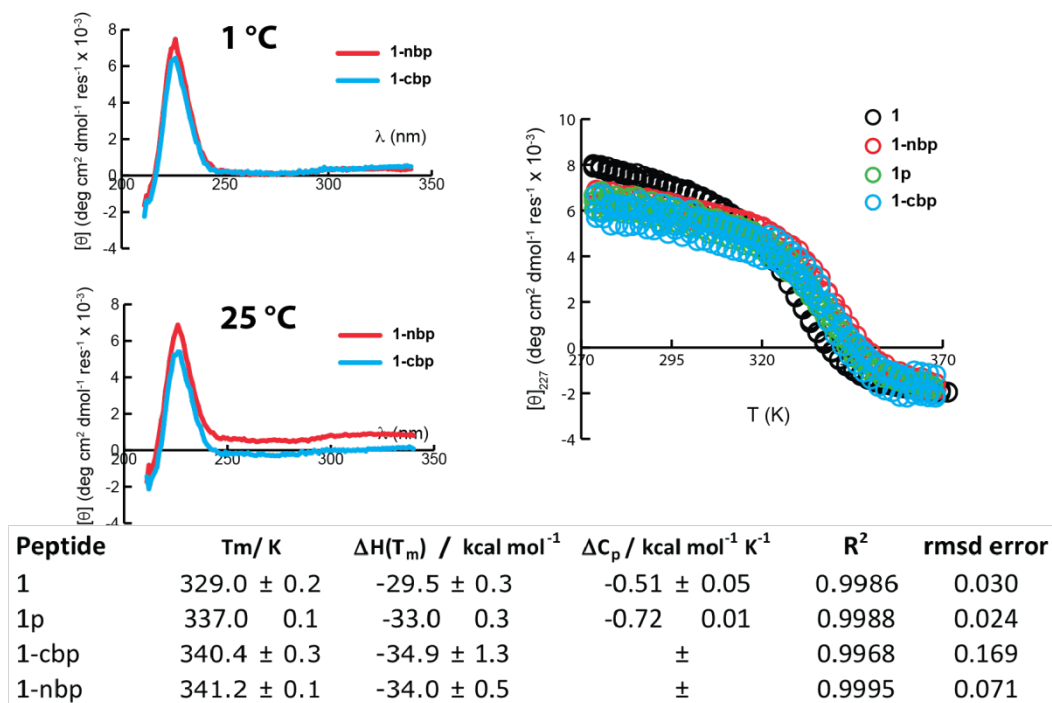 1 °C
1-nbp
1-cbp
[θ] (deg cm² dmol⁻¹ res⁻¹ x 10⁻³)
8
6
4
2
0
-2
-4
200
250
300
350
λ (nm)
25 °C
1-nbp
1-cbp
[θ] (deg cm² dmol⁻¹ res⁻¹ x 10⁻³)
8
6
4
2
0
-2
-4
200
250
300
350
λ (nm)
1
1-nbp
1p
1-cbp
[θ]₂₂₇ (deg cm² dmol⁻¹ res⁻¹ x 10⁻³)
10
8
6
4
2
0
-2
-4
270
295
320
370
T (K)
Peptide Tm/ K ΔH(Tₘ) / kcal mol⁻¹ ΔCₚ / kcal mol⁻¹ K⁻¹ R² rmsd error
1 329.0 ± 0.2 -29.5 ± 0.3 -0.51 ± 0.05 0.9986 0.030
1p 337.0 0.1 -33.0 0.3 -0.72 0.01 0.9988 0.024
1-cbp 340.4 ± 0.3 -34.9 ± 1.3 ± 0.9968 0.169
1-nbp 341.2 ± 0.1 -34.0 ± 0.5 ± 0.9995 0.071